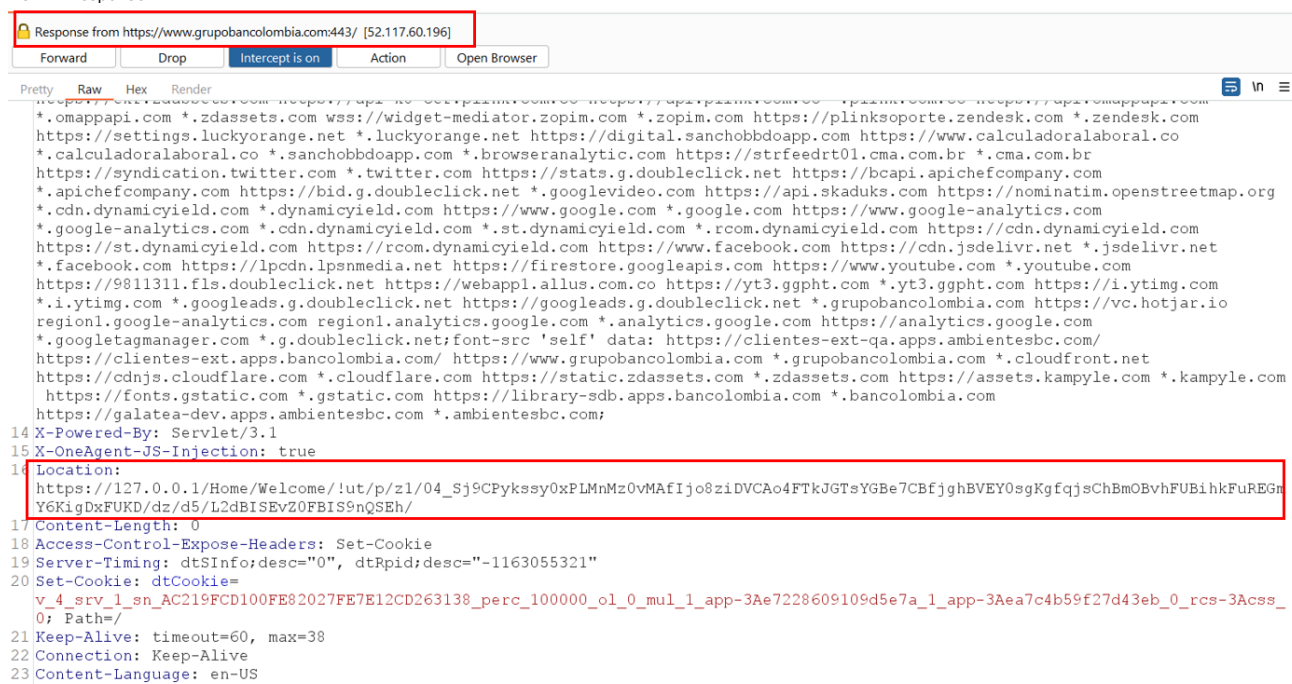 Response from https://www.grupobancolombia.com:443/ [52.117.60.196]
Forward Drop Intercept is on Action Open Browser
Pretty Raw Hex Render \n
*.omappapi.com *.zdassets.com wss://widget-mediator.zopim.com *.zopim.com https://plinksoporte.zendesk.com *.zendesk.com
https://settings.luckyorange.net *.luckyorange.net https://digital.sanchobbdoapp.com https://www.calculadoralaboral.co
*.calculadoralaboral.co *.sanchobbdoapp.com *.browseranalytic.com https://strfeedrt01.cma.com.br *.cma.com.br
https://syndication.twitter.com *.twitter.com https://stats.g.doubleclick.net https://bcapi.apichefcompany.com
*.apichefcompany.com https://bid.g.doubleclick.net *.googlevideo.com https://api.skaduks.com https://nominatim.openstreetmap.org
*.cdn.dynamicyield.com *.dynamicyield.com https://www.google.com *.google.com https://www.google-analytics.com
*.google-analytics.com *.cdn.dynamicyield.com *.st.dynamicyield.com *.rcom.dynamicyield.com https://cdn.dynamicyield.com
https://st.dynamicyield.com https://rcom.dynamicyield.com https://www.facebook.com https://cdn.jsdelivr.net *.jsdelivr.net
*.facebook.com https://lpcdn.lpsnmedia.net https://firestore.googleapis.com https://www.youtube.com *.youtube.com
https://9811311.fls.doubleclick.net https://webapp1.allus.com.co https://yt3.ggpht.com *.yt3.ggpht.com https://i.ytimg.com
*.i.ytimg.com *.googleads.g.doubleclick.net https://googleads.g.doubleclick.net *.grupobancolombia.com https://vc.hotjar.io
region1.google-analytics.com region1.analytics.google.com *.analytics.google.com https://analytics.google.com
*.googletagmanager.com *.g.doubleclick.net;font-src 'self' data: https://clientes-ext-qa.apps.ambientesbc.com/
https://clientes-ext.apps.bancolombia.com/ https://www.grupobancolombia.com *.grupobancolombia.com *.cloudfront.net
https://cdnjs.cloudflare.com *.cloudflare.com https://static.zdassets.com *.zdassets.com https://assets.kampyle.com *.kampyle.com
https://fonts.gstatic.com *.gstatic.com https://library-sdb.apps.bancolombia.com *.bancolombia.com
https://galatea-dev.apps.ambientesbc.com *.ambientesbc.com;
14 X-Powered-By: Servlet/3.1
15 X-OneAgent-JS-Injection: true
16 Location:
https://127.0.0.1/Home/Welcome/!ut/p/z1/04_Sj9CPykssy0xPLMnMz0vMAfIjo8ziDVCAo4FTkJGTsYGBe7CBfjghBVEY0sgKgfqjsChBmOBvhFUBihkFuREGm
Y6KigDxFUKD/dz/d5/L2dBISEvZ0FBIS9nQSEh/
17 Content-Length: 0
18 Access-Control-Expose-Headers: Set-Cookie
19 Server-Timing: dtSInfo;desc="0", dtRpid;desc="-1163055321"
20 Set-Cookie: dtCookie=
v_4_srv_1_sn_AC219FCD100FE82027FE7E12CD263138_perc_100000_ol_0_mul_1_app-3Ae7228609109d5e7a_1_app-3Aea7c4b59f27d43eb_0_rcs-3Acss_
0; Path=/
21 Keep-Alive: timeout=60, max=38
22 Connection: Keep-Alive
23 Content-Language: en-US